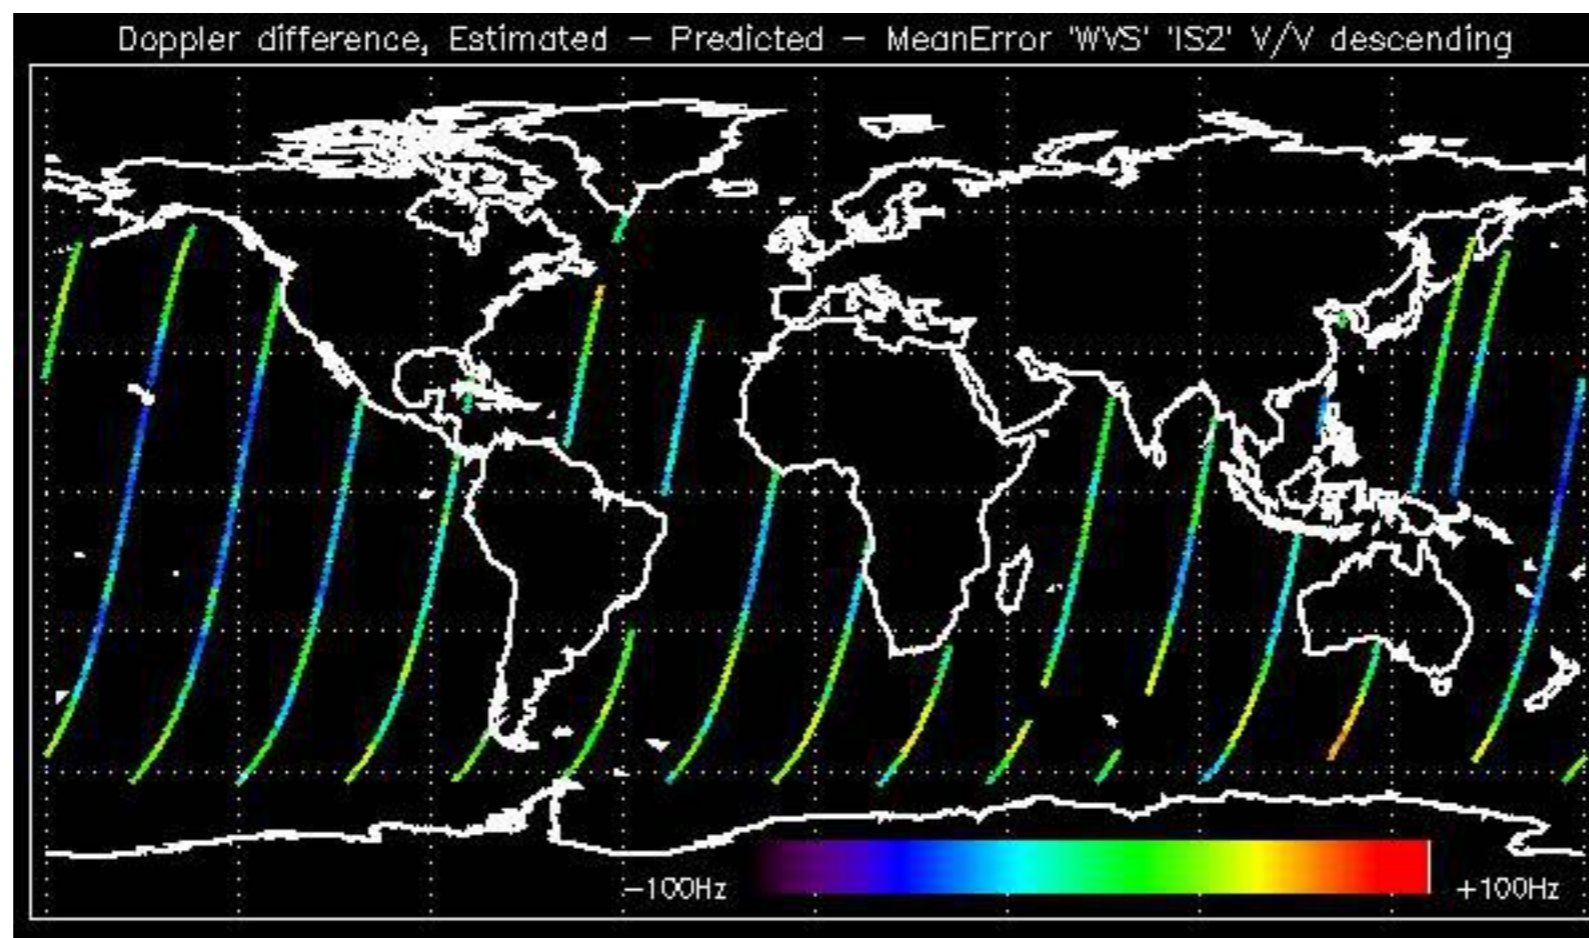 Doppler difference, Estimated - Predicted - MeanError 'WVS' 'IS2' V/V descending
-100Hz
+100Hz